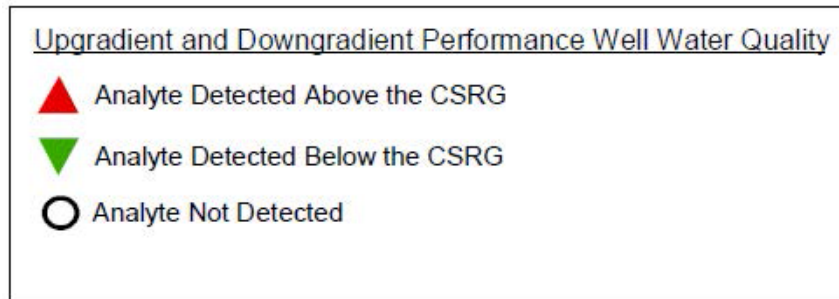 Upgradient and Downgradient Performance Well Water Quality
Analyte Detected Above the CSRG
Analyte Detected Below the CSRG
Analyte Not Detected